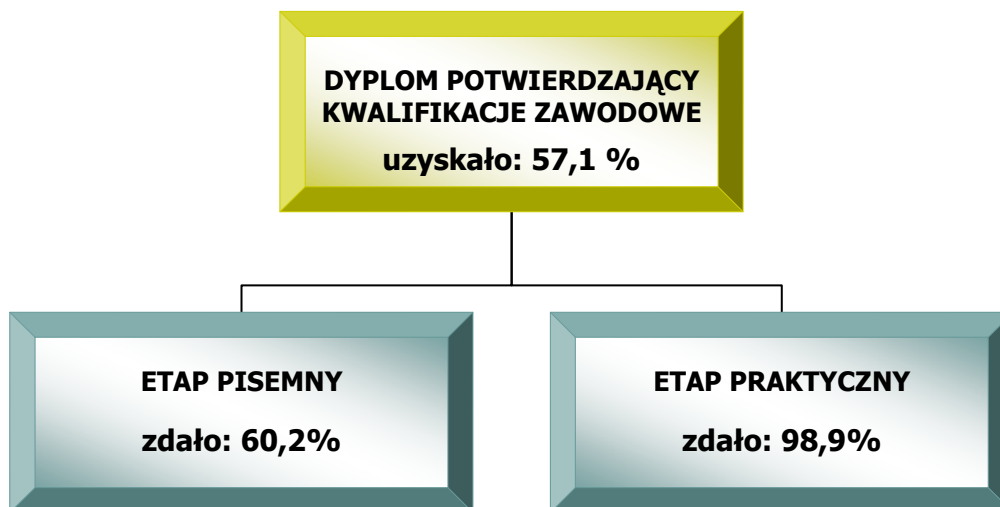 DYPLOM POTWIERDZAJĄCY
KWALIFIKACJE ZAWODOWE
uzyskało: 57,1 %
ETAP PISEMNY
zdało: 60,2%
ETAP PRAKTYCZNY
zdało: 98,9%